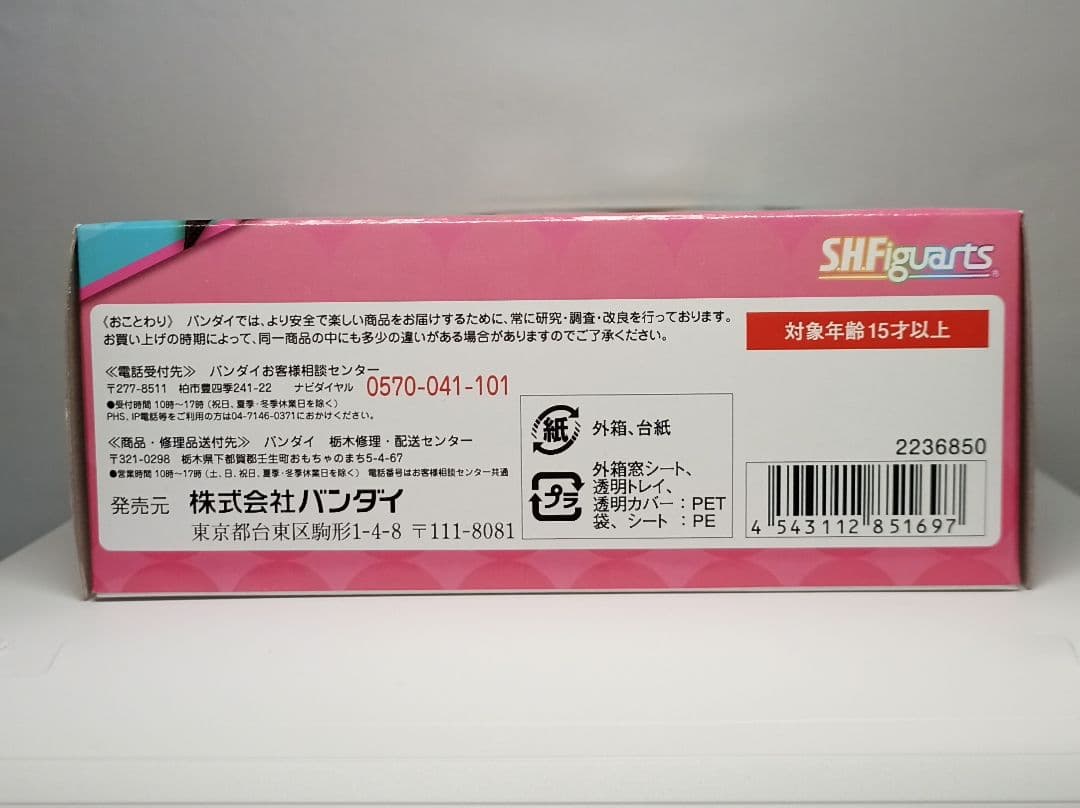 S.H.Figuarts®
《おことわり》 バンダイでは、より安全で楽しい商品をお届けするために、常に研究・調査・改良を行っております。
お買い上げの時期によって、同一商品の中にも多少の違いがある場合がありますのでご了承ください。
対象年齢15才以上
≪電話受付先≫ バンダイお客様相談センター
〒277-8511 柏市豊四季241-22 ナビダイヤル 0570-041-101
●受付時間 10時〜17時 (祝日、夏季・冬季休業日を除く)
PHS、IP電話等をご利用の方は04-7146-0371におかけください。
≪商品・修理品送付先≫ バンダイ 栃木修理・配送センター
〒321-0298 栃木県下都賀郡壬生町おもちゃのまち5-4-67
●営業時間 10時〜17時 (土、日、祝日、夏季・冬季休業日を除く) 電話番号はお客様相談センター共通
発売元 株式会社バンダイ
東京都台東区駒形1-4-8 〒111-8081
紙 外箱、台紙
プラ
外箱窓シート、
透明トレイ、
透明カバー：PET
袋、シート：PE
2236850
4 543112 851697